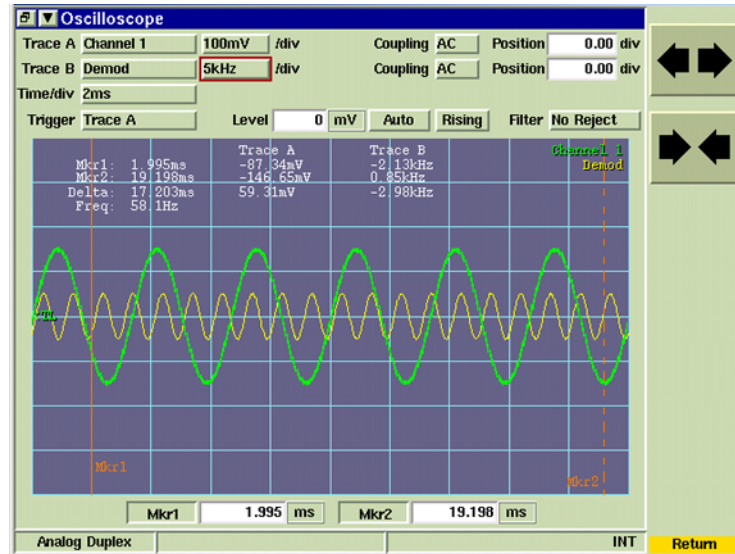 Oscilloscope
Trace A Channel 1 100mV /div Coupling AC Position 0.00 div
Trace B Demod 5kHz /div Coupling AC Position 0.00 div
Time/div 2ms
Trigger Trace A Level 0 mV Auto Rising Filter No Reject
Trace A Trace B Channel 1
Mkr1: 1.995ms -87.34mV -2.13kHz Demod
Mkr2: 19.198ms -146.65mV 0.85kHz
Delta: 17.203ms 59.31mV -2.98kHz
Freq: 58.1Hz
TL
Mkr1
Mkr2
Mkr1 1.995 ms Mkr2 19.198 ms
Analog Duplex INT Return